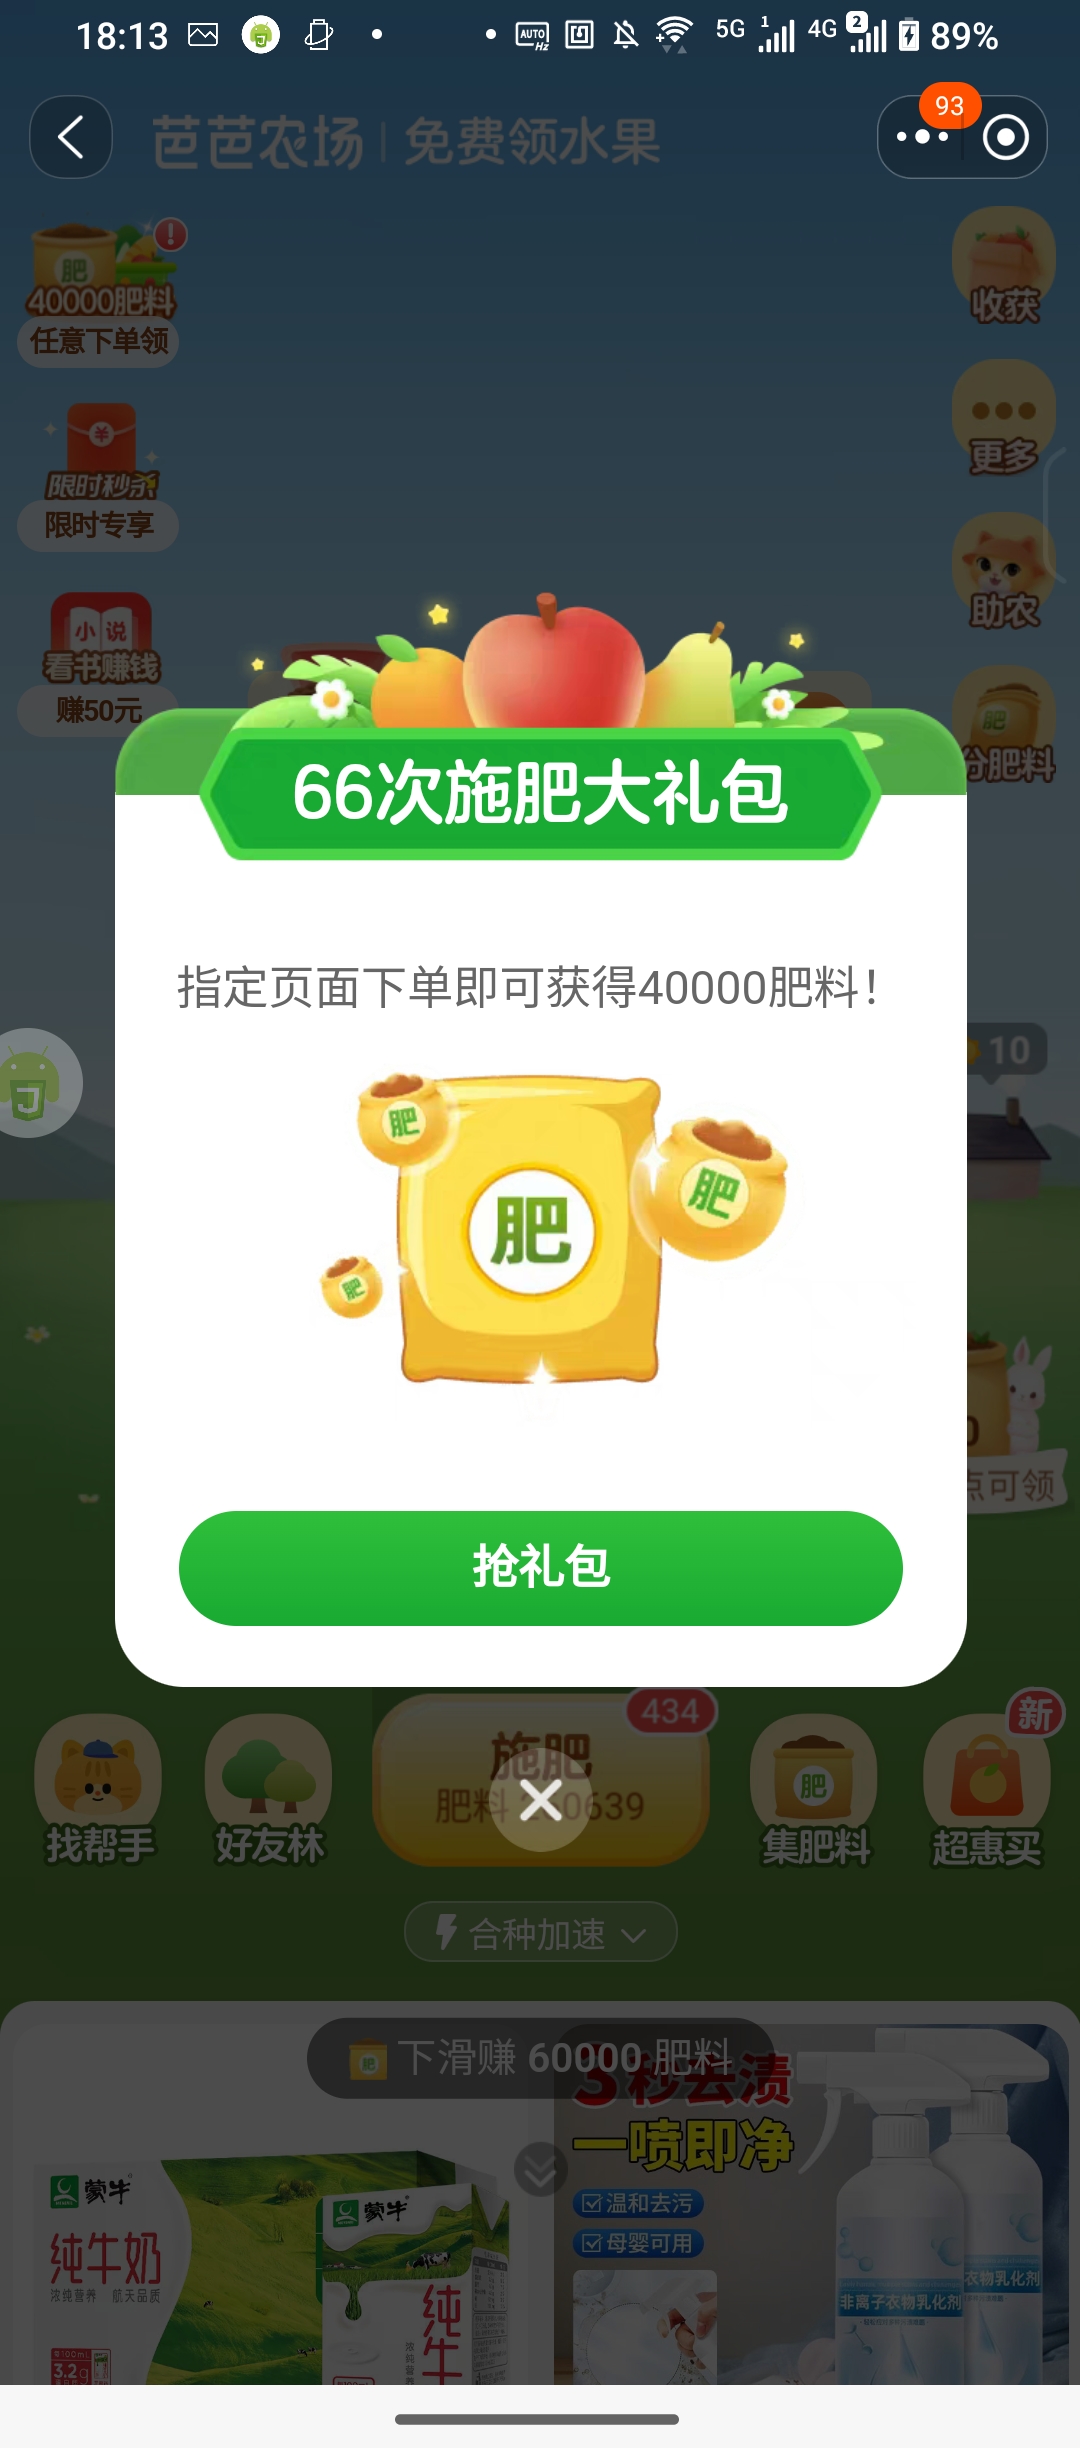 18:13
AUTO
Hz
5G
1
4G
2
89%
芭芭农场
免费领水果
93
肥
40000肥料
任意下单领
收获
更多
限时秒杀
限时专享
助农
小说
看书赚钱
赚50元
肥
分肥料
66次施肥大礼包
指定页面下单即可获得40000肥料!
10
肥
肥
肥
肥
点可领
抢礼包
434
施肥
肥料
0639
新
找帮手
好友林
肥
集肥料
超惠买
合种加速
肥
下滑赚 60000 肥料
3秒去渍
一喷即净
温和去污
母婴可用
蒙牛
纯牛奶
浓纯营养 航天品质
3.2g
蒙牛
纯牛
非离子衣物乳化剂
衣物乳化剂